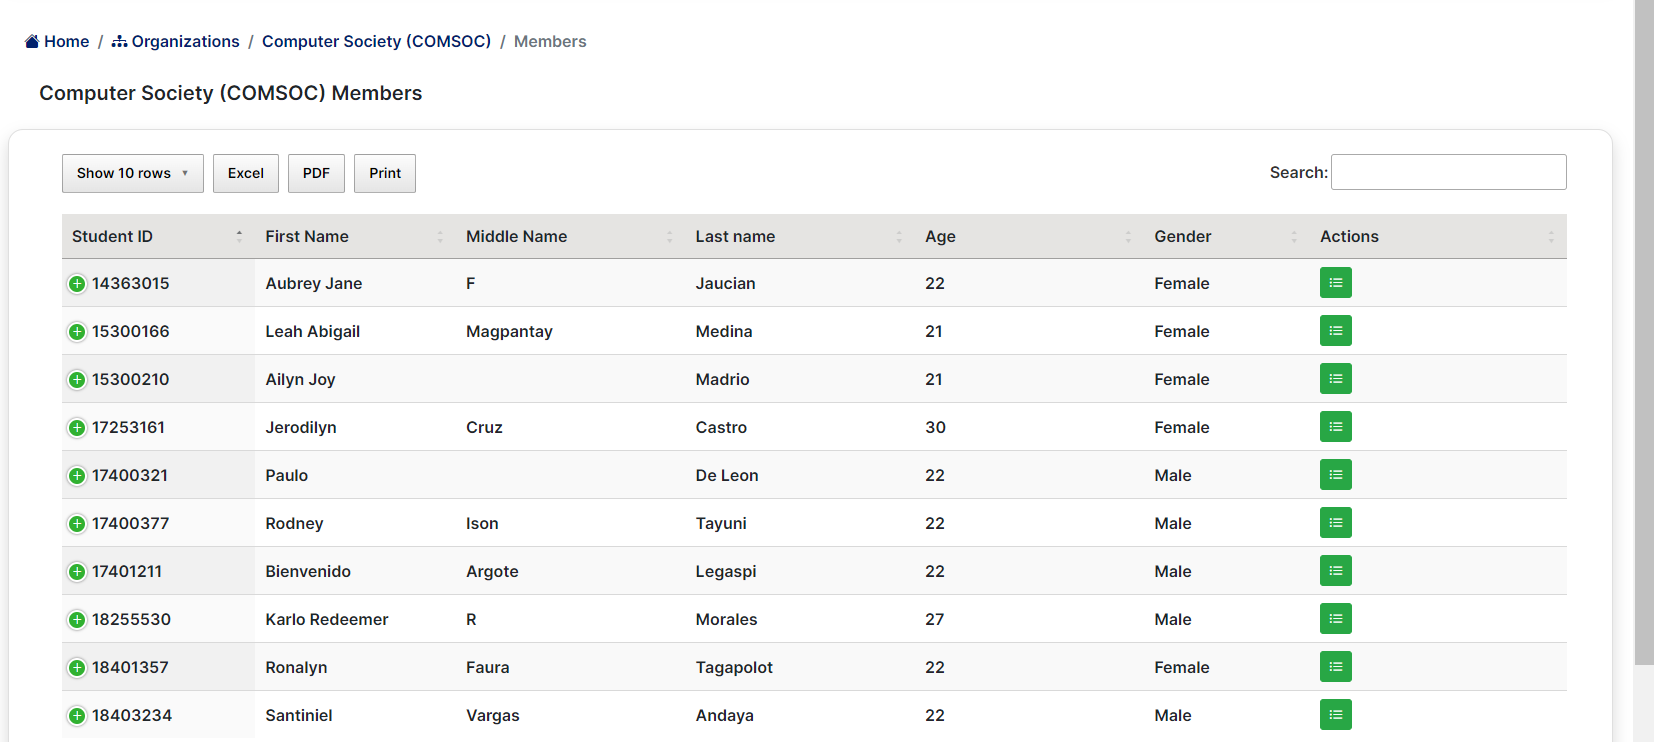 Home / Organizations / Computer Society (COMSOC) / Members
Computer Society (COMSOC) Members
Show 10 rows Excel PDF Print Search:
Student ID First Name Middle Name Last name Age Gender Actions
14363015 Aubrey Jane F Jaucian 22 Female
15300166 Leah Abigail Magpantay Medina 21 Female
15300210 Ailyn Joy Madrio 21 Female
17253161 Jerodilyn Cruz Castro 30 Female
17400321 Paulo De Leon 22 Male
17400377 Rodney Ison Tayuni 22 Male
17401211 Bienvenido Argote Legaspi 22 Male
18255530 Karlo Redeemer R Morales 27 Male
18401357 Ronalyn Faura Tagapolot 22 Female
18403234 Santiniel Vargas Andaya 22 Male